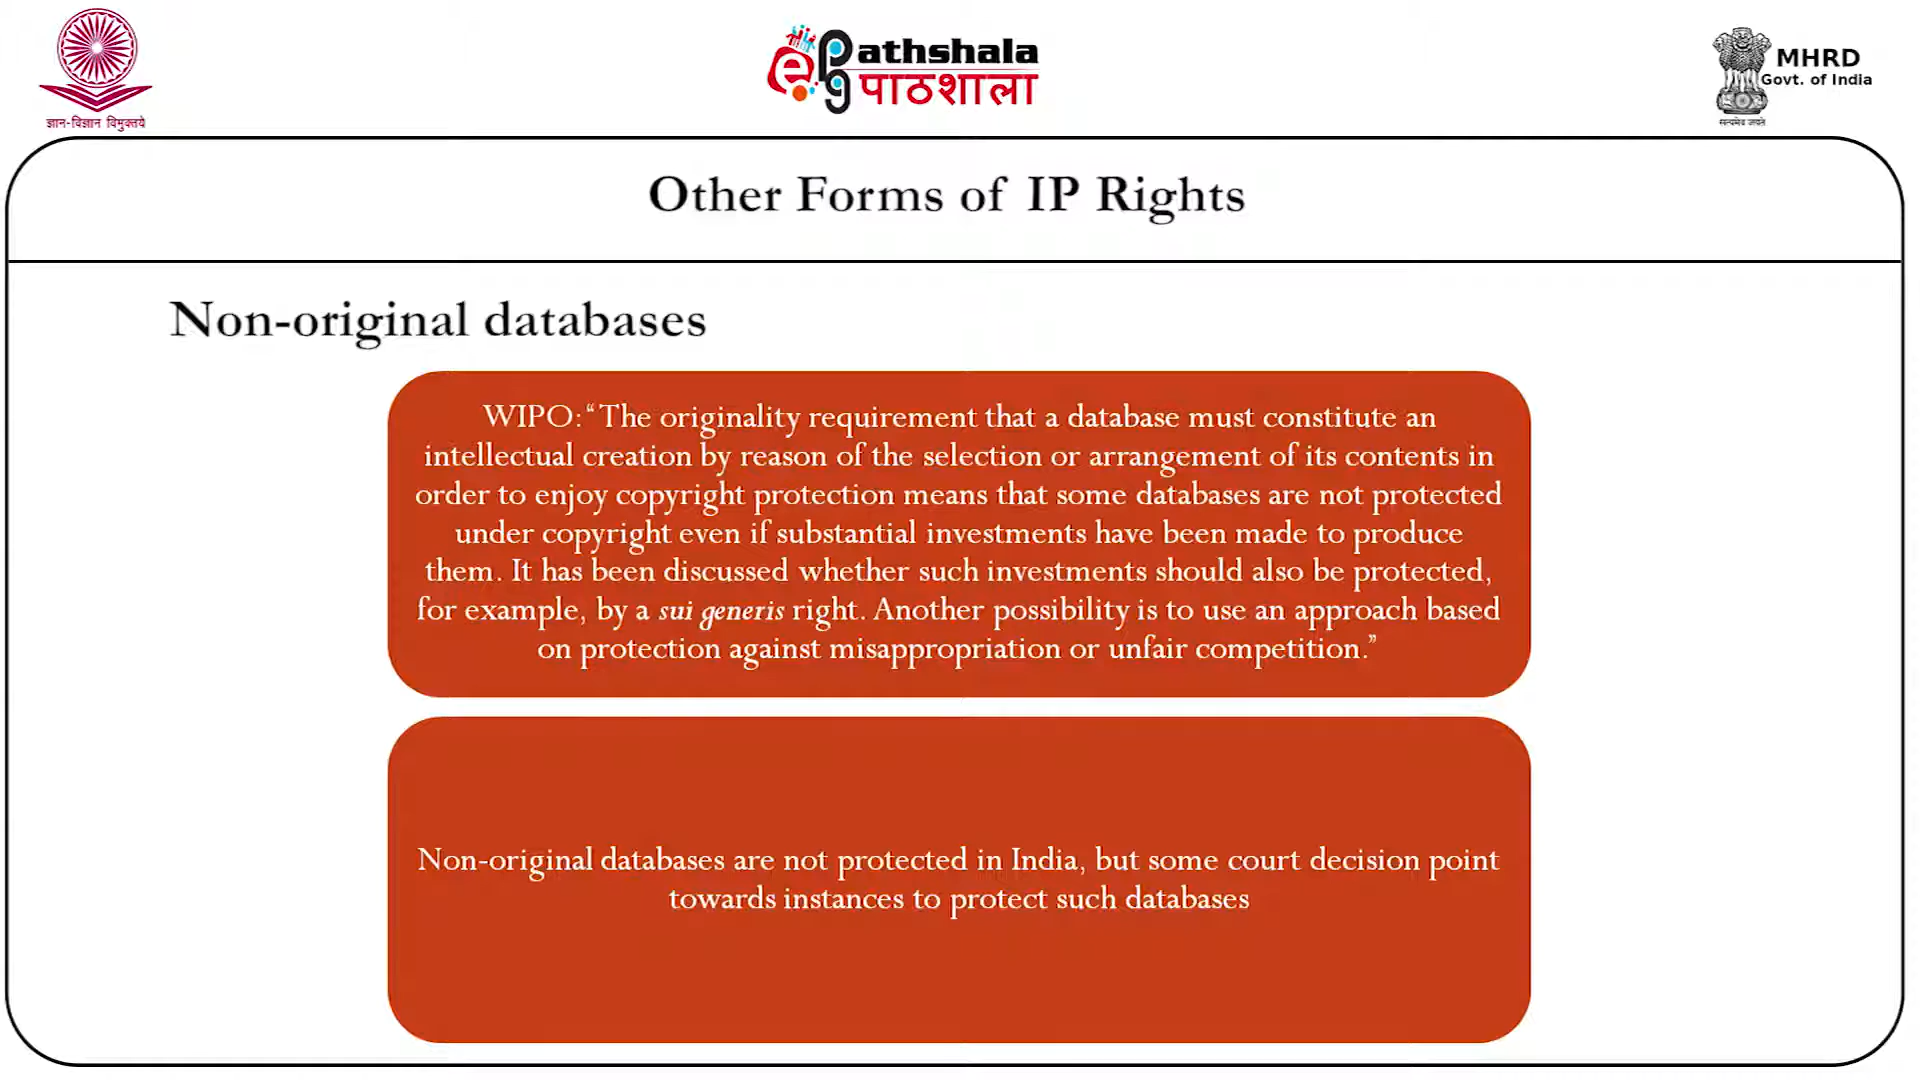 ज्ञान-विज्ञान विमुक्तये
e pg Pathshala
पाठशाला
MHRD
Govt. of India
सत्यमेव जयते
Other Forms of IP Rights
Non-original databases
WIPO: “The originality requirement that a database must constitute an
intellectual creation by reason of the selection or arrangement of its contents in
order to enjoy copyright protection means that some databases are not protected
under copyright even if substantial investments have been made to produce
them. It has been discussed whether such investments should also be protected,
for example, by a sui generis right. Another possibility is to use an approach based
on protection against misappropriation or unfair competition.”
Non-original databases are not protected in India, but some court decision point
towards instances to protect such databases